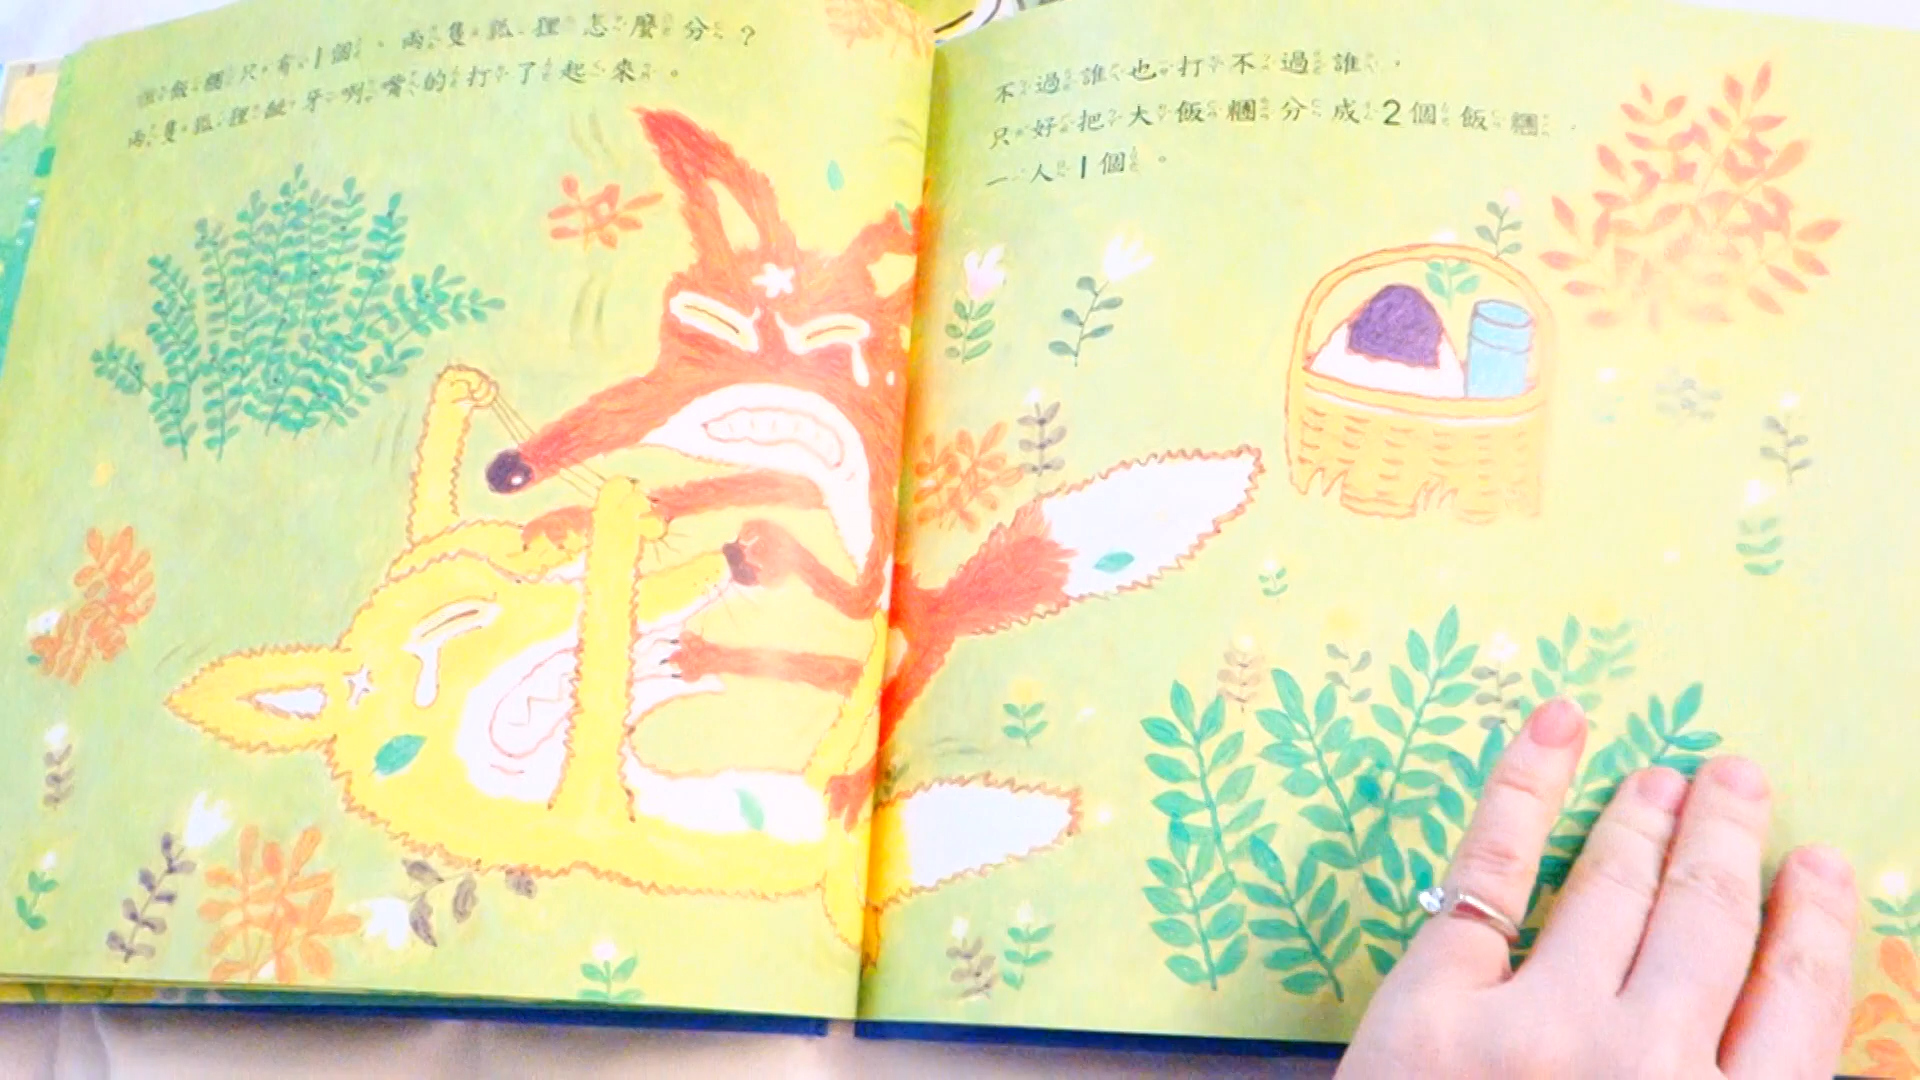 飯糰只有1個,兩隻狐狸怎麼分?
兩隻狐狸齜牙咧嘴的打了起來。
不過誰也打不過誰,
只好把大飯糰分成2個飯糰,
一人1個。